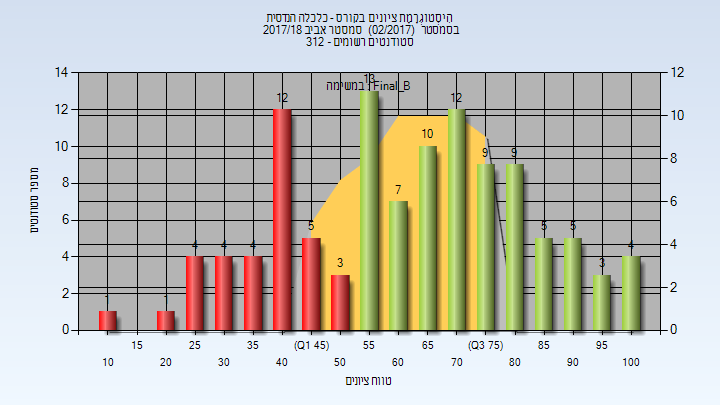 היסטוגרמת ציונים בקורס - כלכלה הנדסית
בסמסטר (02/2017) סמסטר אביב 2017/18
סטודנטים רשומים - 312
במשימה : Final_B
מספר סטודנטים
14 12 10 8 6 4 2 0
12 10 8 6 4 2 0
1 1 4 4 4 12 5 3 13 7 10 12 9 9 5 5 3 4
15 25 35 (Q1 45) 55 65 (Q3 75) 85 95
10 20 30 40 50 60 70 80 90 100
טווח ציונים